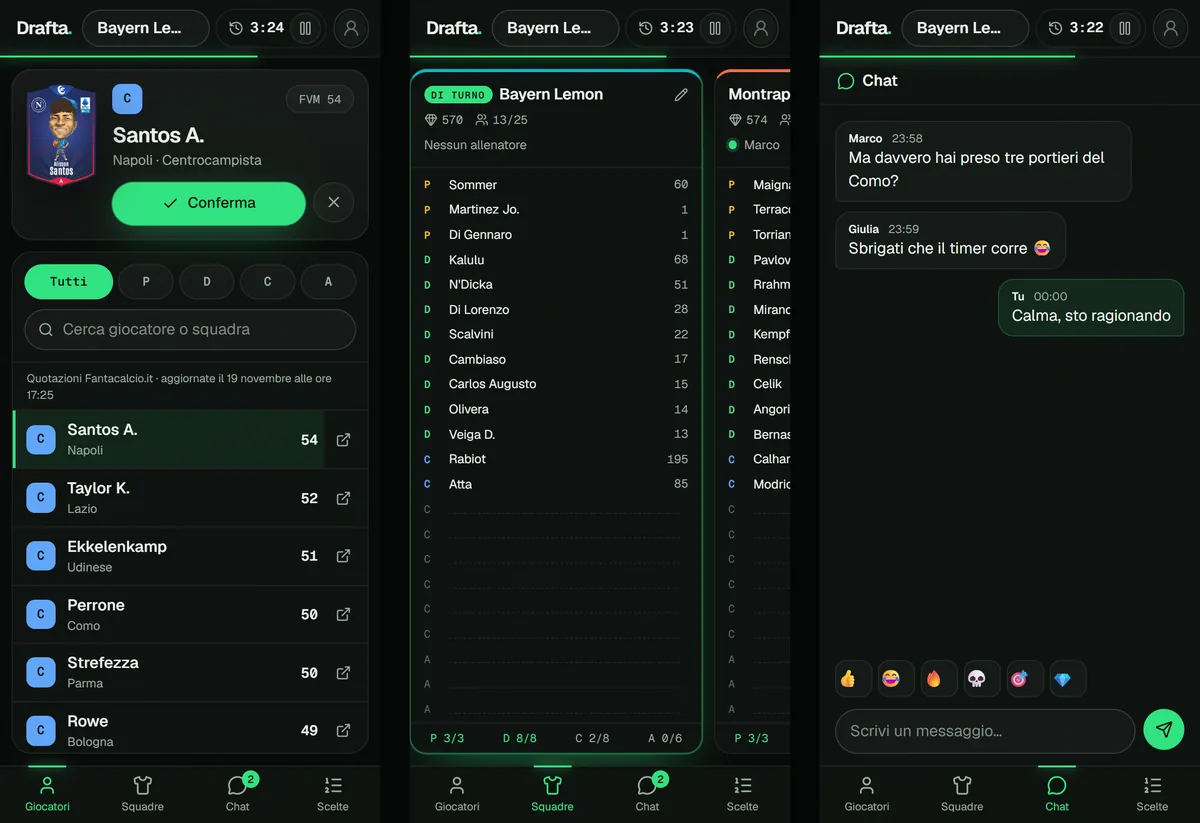 Drafta.
Bayern Le...
3:24
C
FVM 54
Santos A.
Napoli · Centrocampista
Santos
A
Conferma
Tutti
P
D
C
A
Cerca giocatore o squadra
Quotazioni Fantacalcio.it · aggiornate il 19 novembre alle ore
17:25
C
Santos A.
54
Napoli
C
Taylor K.
52
Lazio
C
Ekkelenkamp
51
Udinese
C
Perrone
50
Como
C
Strefezza
50
Parma
C
Rowe
49
Bologna
Giocatori
Squadre
Chat
2
Scelte
Drafta.
Bayern Le...
3:23
DI TURNO
Bayern Lemon
570
13/25
Nessun allenatore
P Sommer 60
P Martinez Jo. 1
P Di Gennaro 1
D Kalulu 68
D N'Dicka 51
D Di Lorenzo 28
D Scalvini 22
D Cambiaso 17
D Carlos Augusto 15
D Olivera 14
D Veiga D. 13
C Rabiot 195
C Atta 85
C
C
C
C
C
C
A
A
A
P 3/3
D 8/8
C 2/8
A 0/6
Montrap
574
Marco
P Maigna
P Terracc
P Torrian
D Pavlov
D Rrahm
D Miranc
D Kempf
D Rensch
D Celik
D Angori
D Bernas
C Calhar
C Modric
C
C
C
C
C
C
A
A
A
P 3/3
Giocatori
Squadre
Chat
2
Scelte
Drafta.
Bayern Le...
3:22
Chat
Marco 23:58
Ma davvero hai preso tre portieri del
Como?
Giulia 23:59
Sbrigati che il timer corre 😂
Tu 00:00
Calma, sto ragionando
👍 😂 🔥 💀 🎯 💎
Scrivi un messaggio...
Giocatori
Squadre
Chat
Scelte